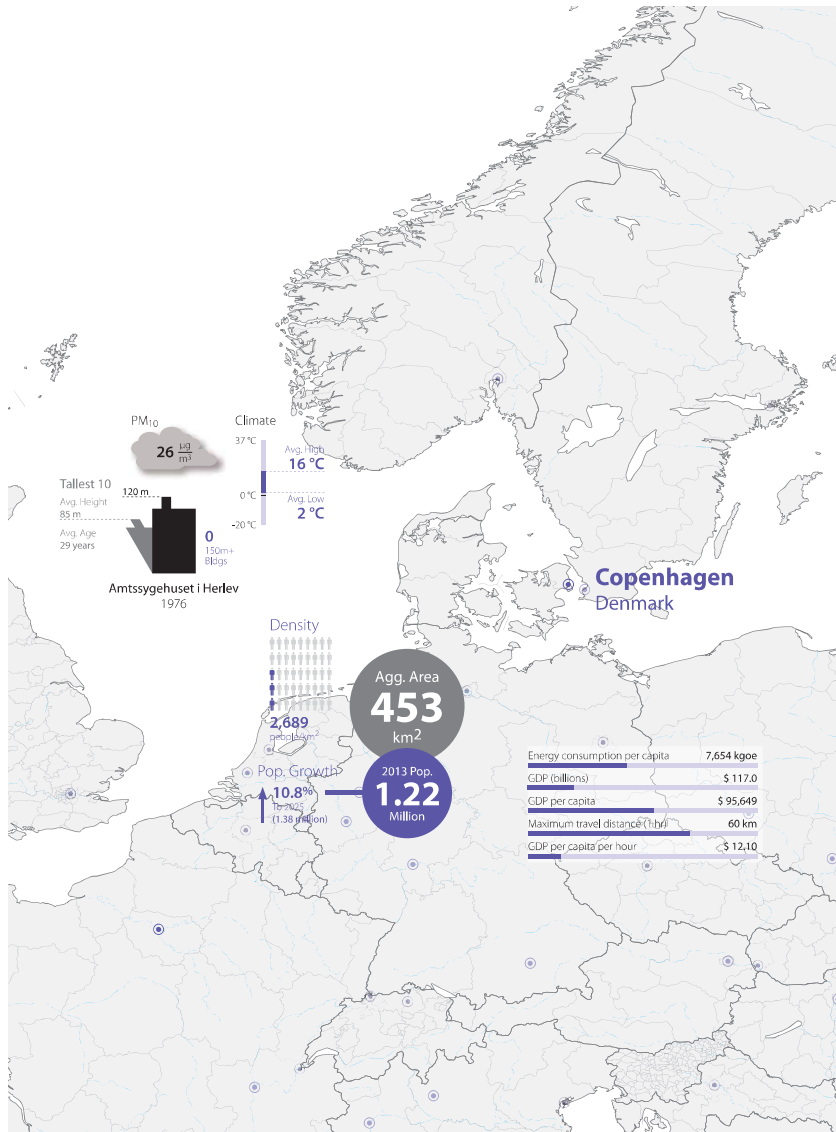 PM10
26 µg
m³
Climate
37 °C
Avg. High
16 °C
0 °C
Avg. Low
2 °C
-20 °C
Tallest 10
120 m
Avg. Height
85 m
Avg. Age
29 years
0
150m+
Bldgs
Amtssygehuset i Herlev
1976
Copenhagen
Denmark
Density
2,689
people/km²
Agg. Area
453
km²
Pop. Growth
10.8%
To 2025
(1.38 million)
2013 Pop.
1.22
Million
Energy consumption per capita 7,654 kgoe
GDP (billions) $ 117.0
GDP per capita $ 95,649
Maximum travel distance (1-hr) 60 km
GDP per capita per hour $ 12.10